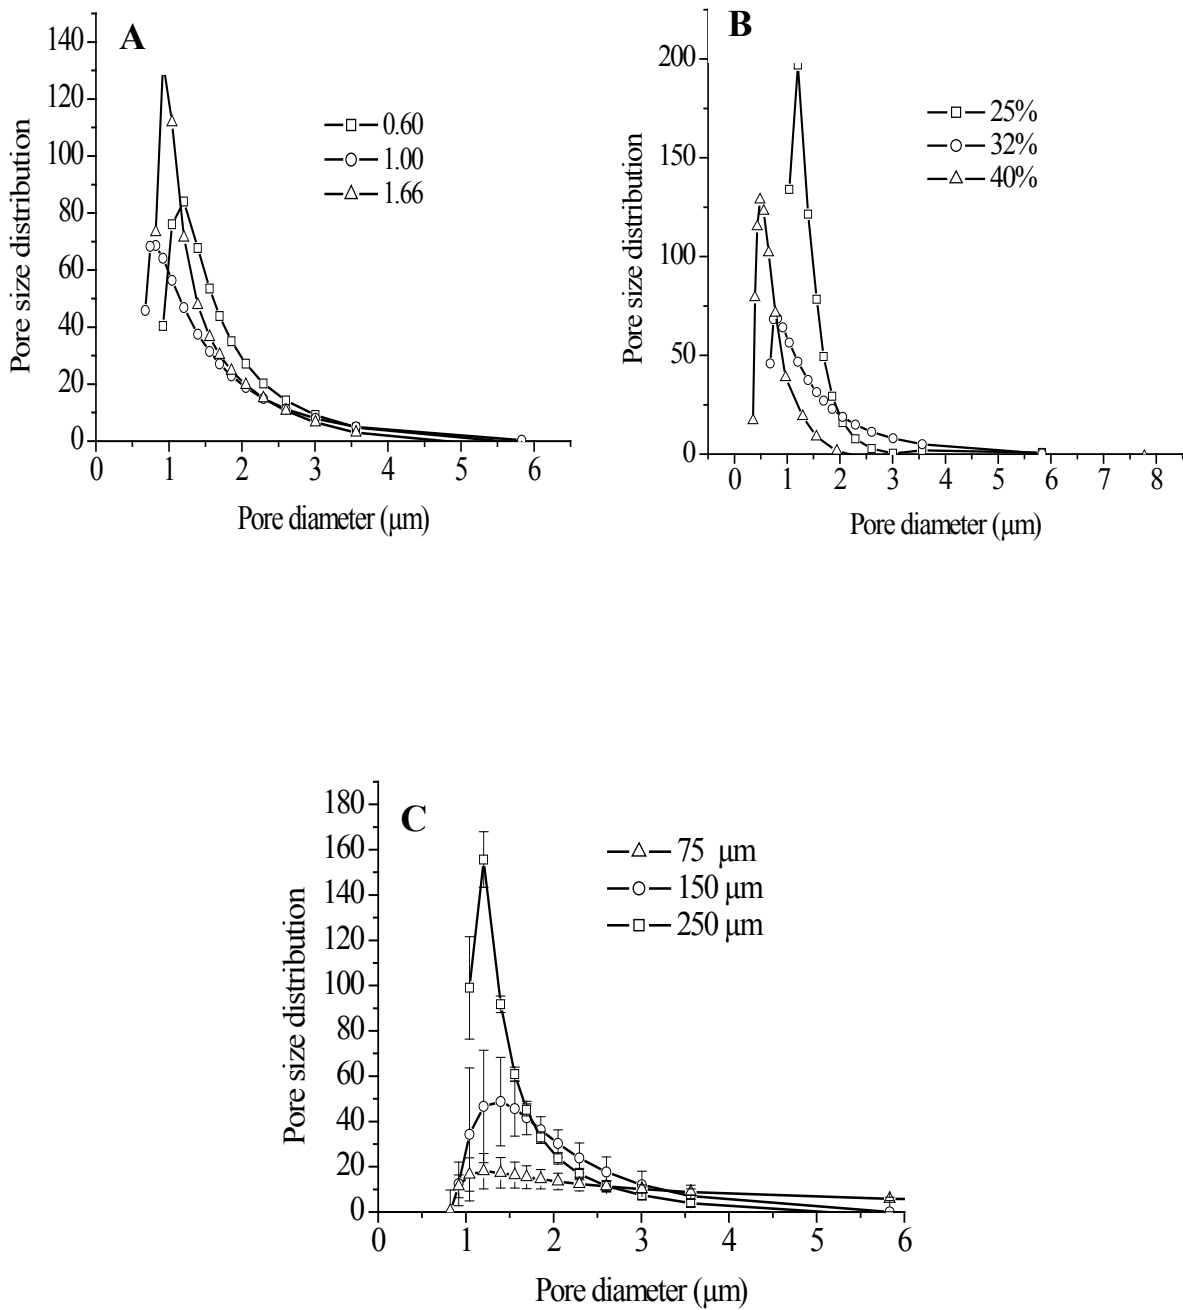 A
140
120
100
80
60
40
20
0
0 1 2 3 4 5 6
Pore size distribution
Pore diameter (μm)
0.60
1.00
1.66
B
200
150
100
50
0
0 1 2 3 4 5 6 7 8
Pore size distribution
Pore diameter (μm)
25%
32%
40%
C
180
160
140
120
100
80
60
40
20
0
0 1 2 3 4 5 6
Pore size distribution
Pore diameter (μm)
75 μm
150 μm
250 μm